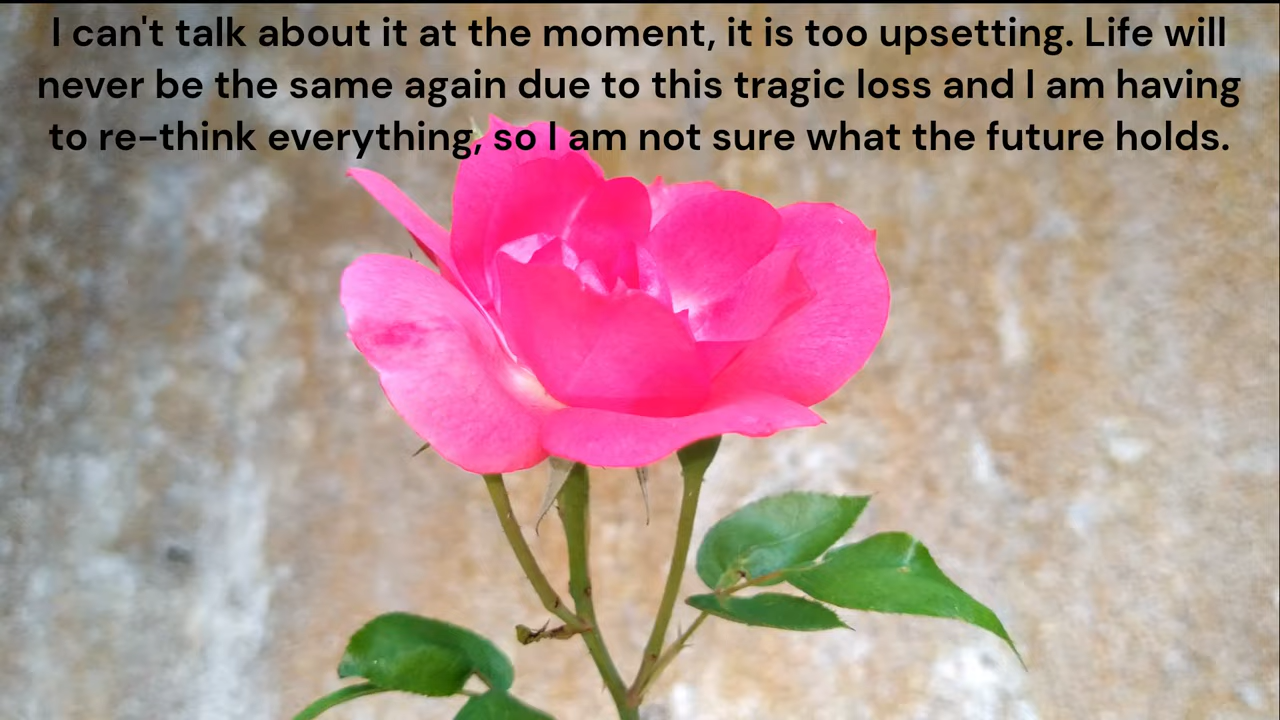 I can't talk about it at the moment, it is too upsetting. Life will
never be the same again due to this tragic loss and I am having
to re-think everything, so I am not sure what the future holds.